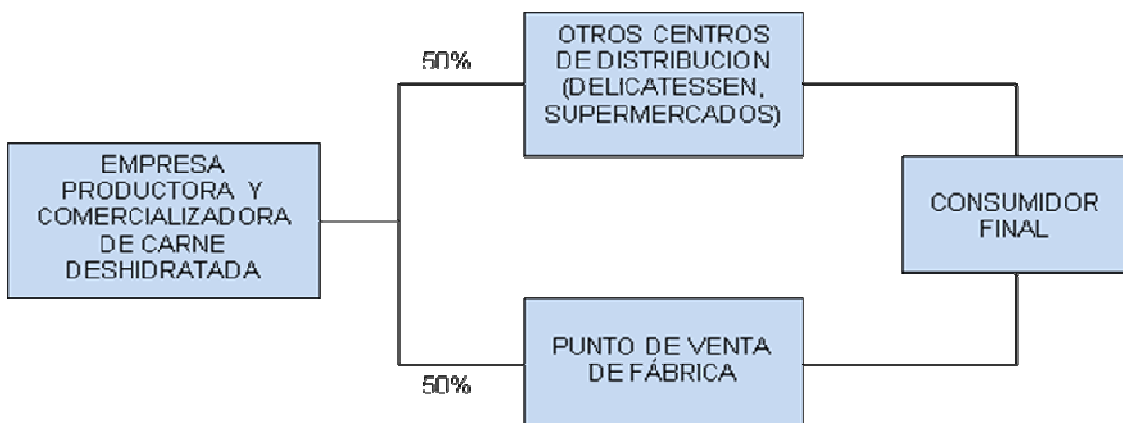 50%
OTROS CENTROS
DE DISTRIBUCION
(DELICATESSEN,
SUPERMERCADOS)
EMPRESA
PRODUCTORA Y
COMERCIALIZADORA
DE CARNE
DESHIDRATADA
CONSUMIDOR
FINAL
PUNTO DE VENTA
DE FÁBRICA
50%